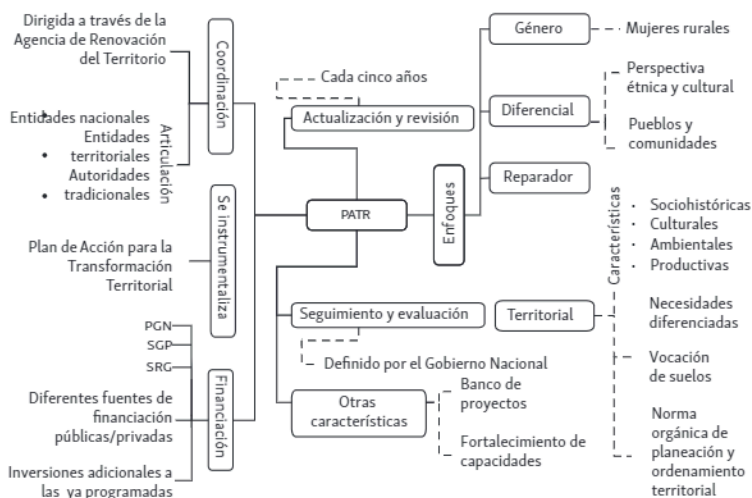 Dirigida a través de la
Agencia de Renovación
del Territorio
Coordinación
Articulación
Entidades nacionales
Entidades
• territoriales
Autoridades
• tradicionales
Plan de Acción para la
Transformación
Territorial
Se instrumentaliza
PGN
SGP
SRG
Diferentes fuentes de
financiación
públicas/privadas
Inversiones adicionales a
las ya programadas
Financiación
Cada cinco años
Actualización y revisión
PATR
Seguimiento y evaluación
Definido por el Gobierno Nacional
Otras
características
Banco de
proyectos
Fortalecimiento de
capacidades
Enfoques
Género
Mujeres rurales
Diferencial
Perspectiva
étnica y cultural
Pueblos y
comunidades
Reparador
Territorial
Características
· Sociohistóricas
· Culturales
· Ambientales
· Productivas
Necesidades
diferenciadas
Vocación
de suelos
Norma
orgánica de
planeación y
ordenamiento
territorial